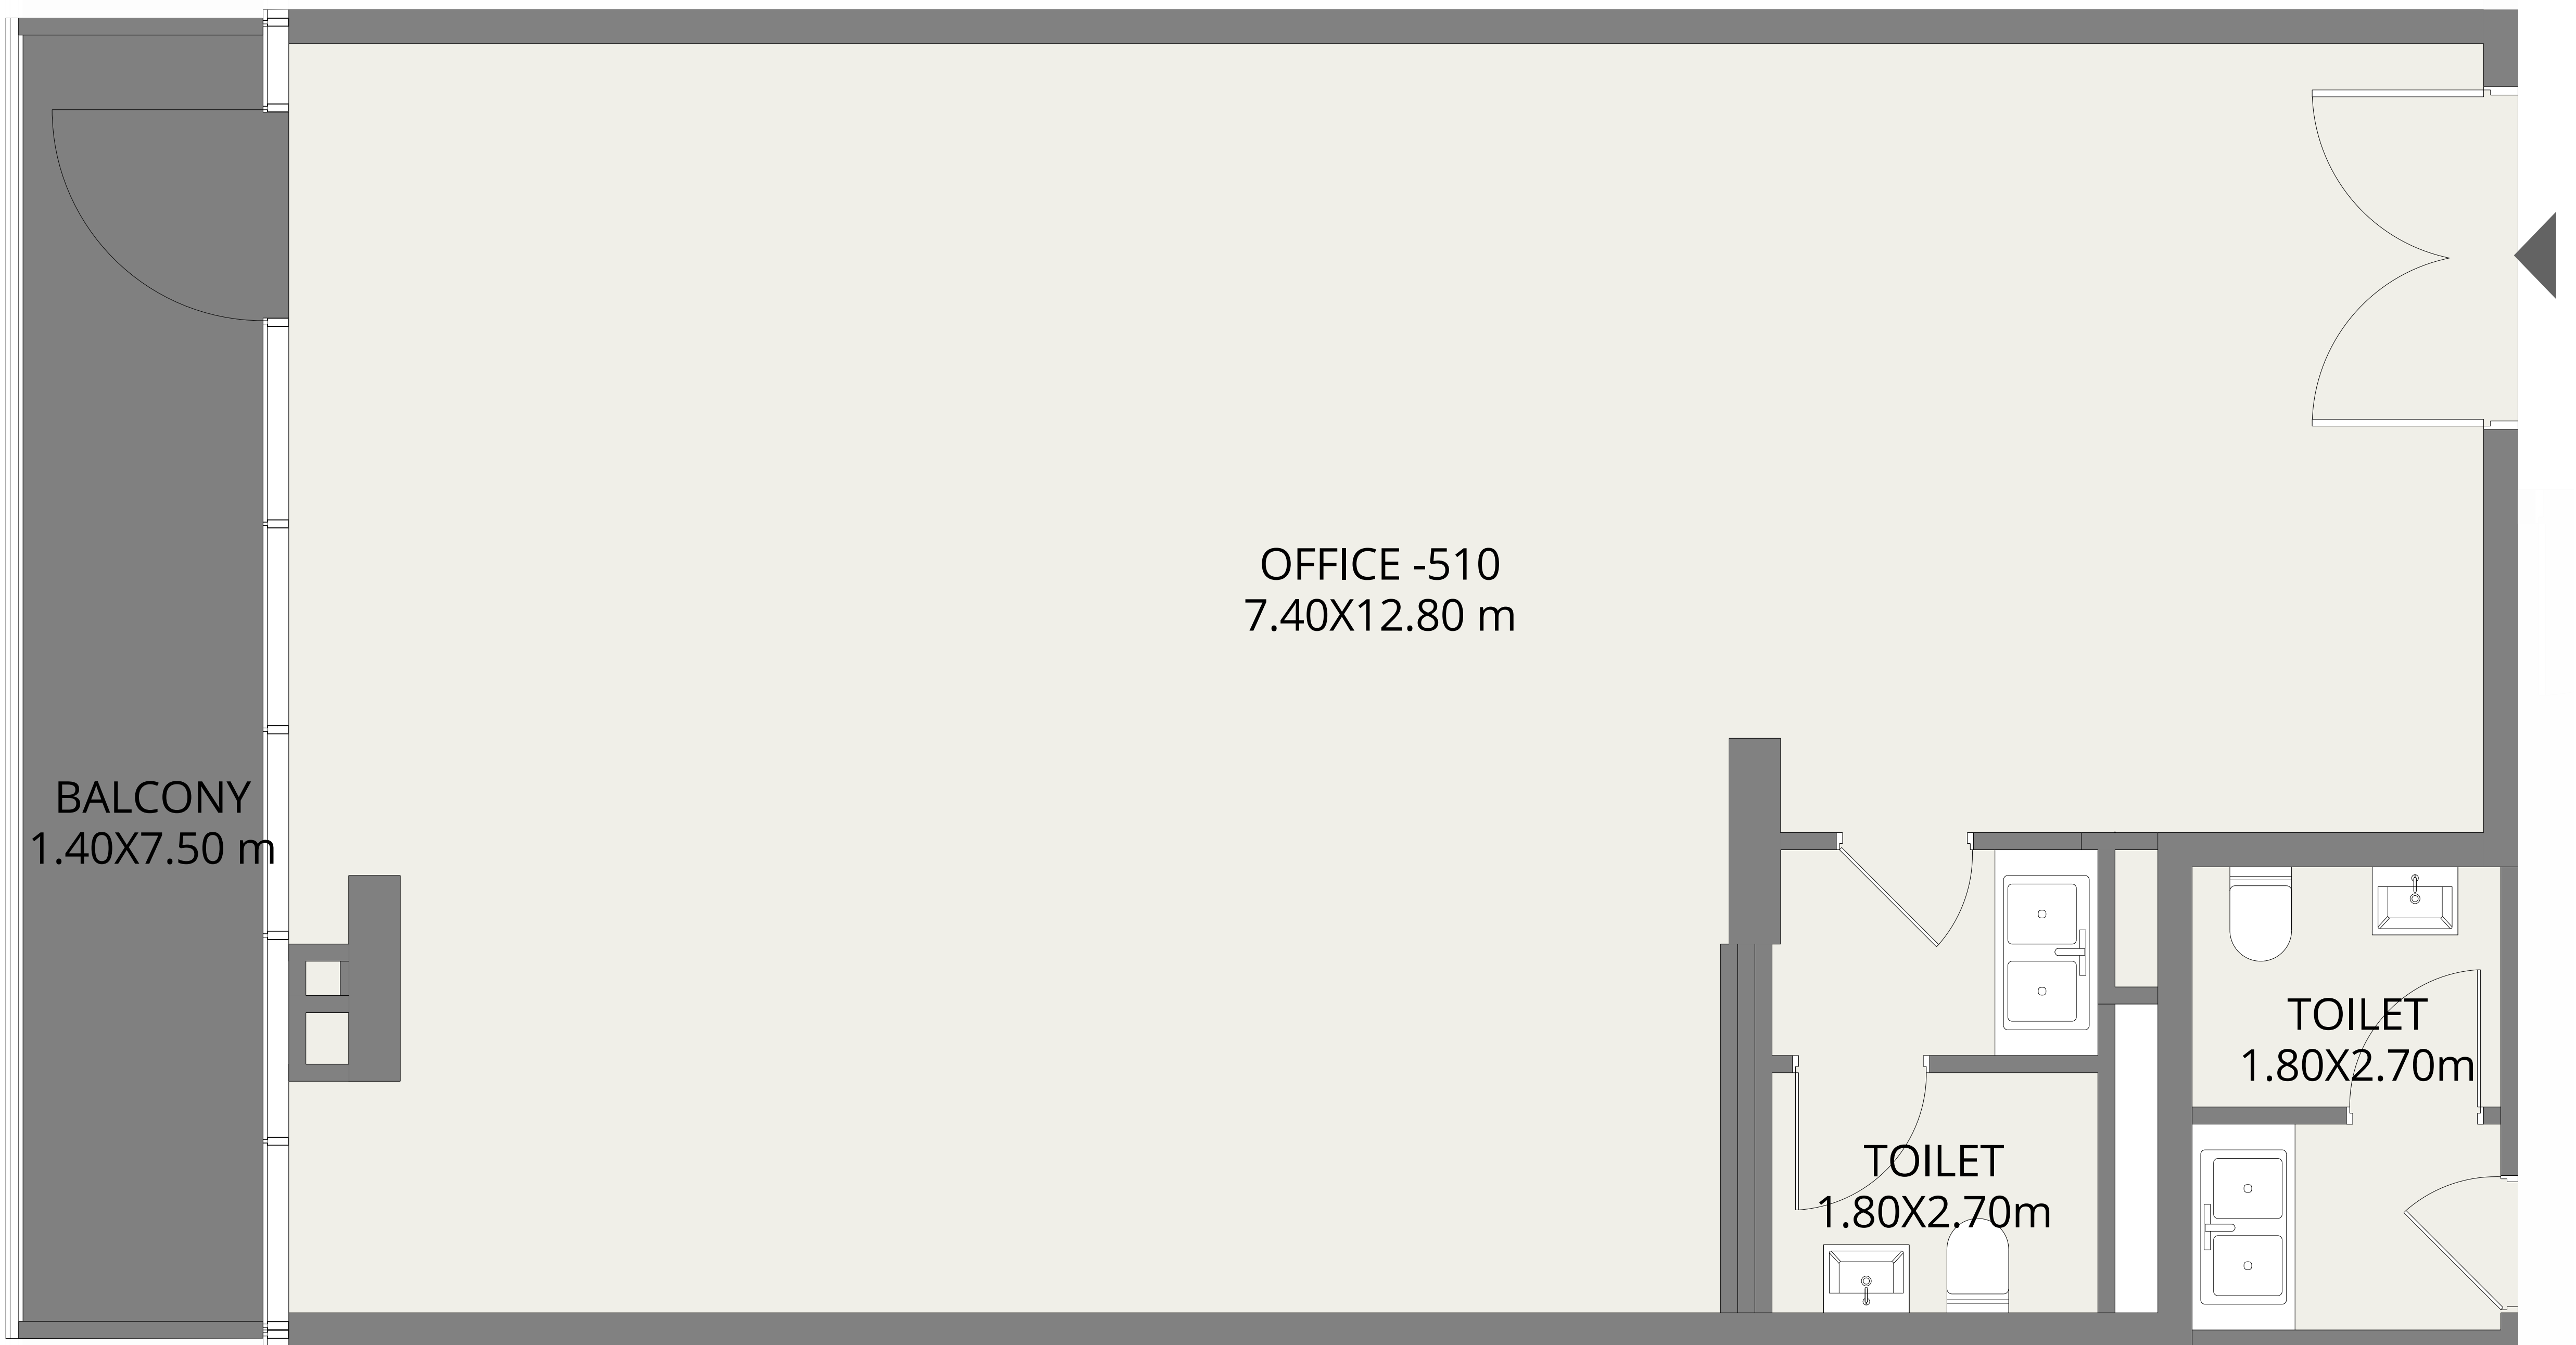 OFFICE -510
7.40X12.80 m
BALCONY
1.40X7.50 m
TOILET
1.80X2.70m
TOILET
1.80X2.70m